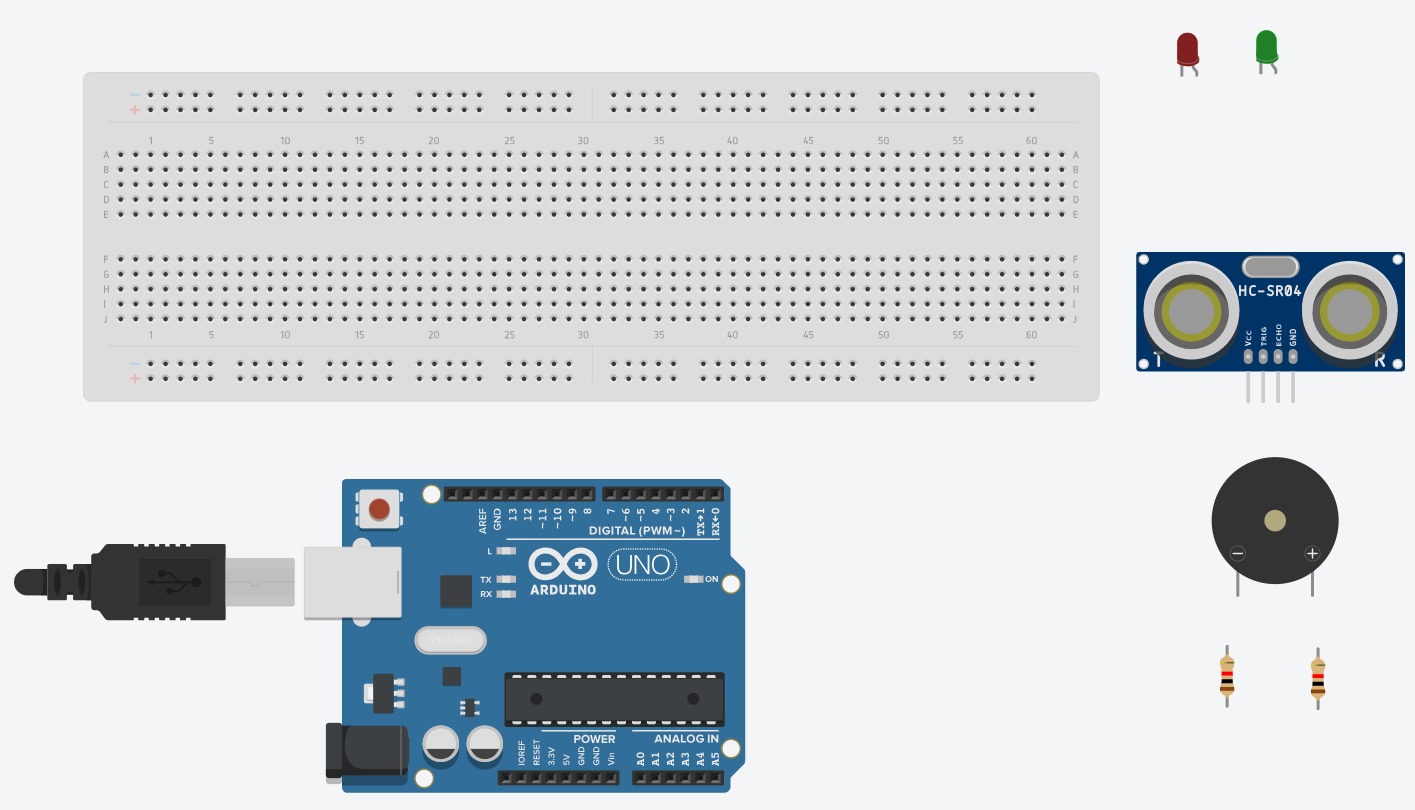 − 
+
1 5 10 15 20 25 30 35 40 45 50 55 60
A A
B B
C C
D D
E E
F F
G G
H H
I I
J J
1 5 10 15 20 25 30 35 40 45 50 55 60
−
+
HC-SR04
VCC TRIG ECHO GND
T R
AREF GND 13 12 ~11 ~10 ~9 8 7 ~6 ~5 4 ~3 2 TX→1 RX←0
DIGITAL (PWM~)
L
TX
RX
ARDUINO
UNO
ON
POWER
ANALOG IN
IOREF RESET 3.3V 5V GND GND Vin A0 A1 A2 A3 A4 A5
− +